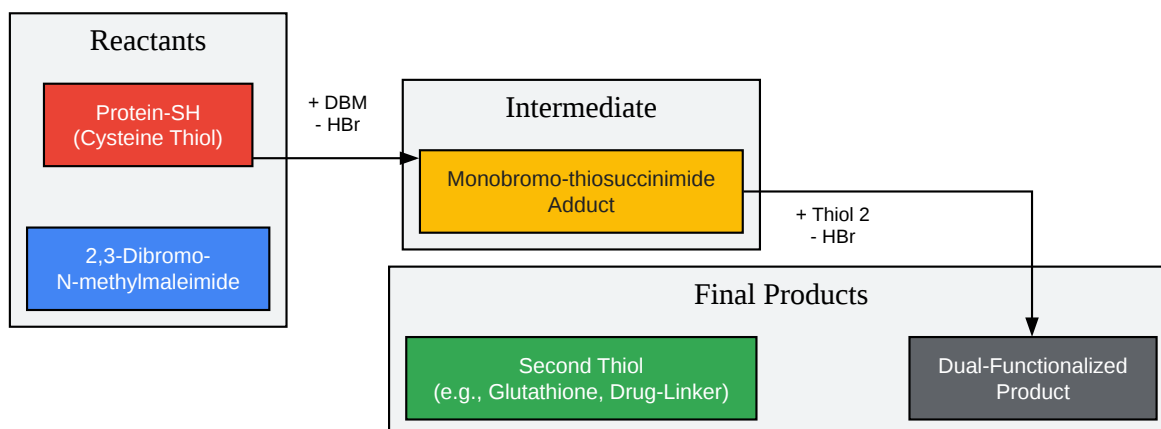 Reactants
Protein-SH
(Cysteine Thiol)
2,3-Dibromo-
N-methylmaleimide
+ DBM
- HBr
Intermediate
Monobromo-thiosuccinimide
Adduct
+ Thiol 2
- HBr
Final Products
Second Thiol
(e.g., Glutathione, Drug-Linker)
Dual-Functionalized
Product